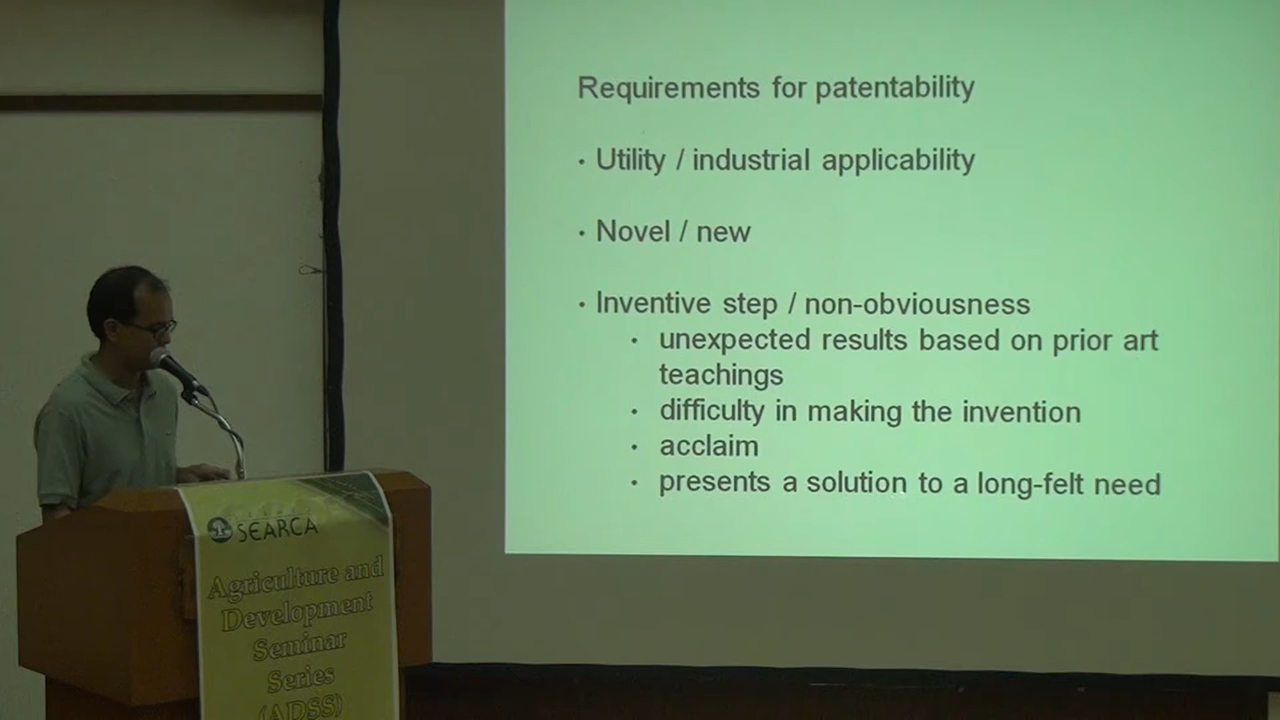 Requirements for patentability
· Utility / industrial applicability
· Novel / new
· Inventive step / non-obviousness
· unexpected results based on prior art
teachings
· difficulty in making the invention
· acclaim
· presents a solution to a long-felt need
SEARCA
Agriculture and
Development
Seminar
Series
(ADSS)